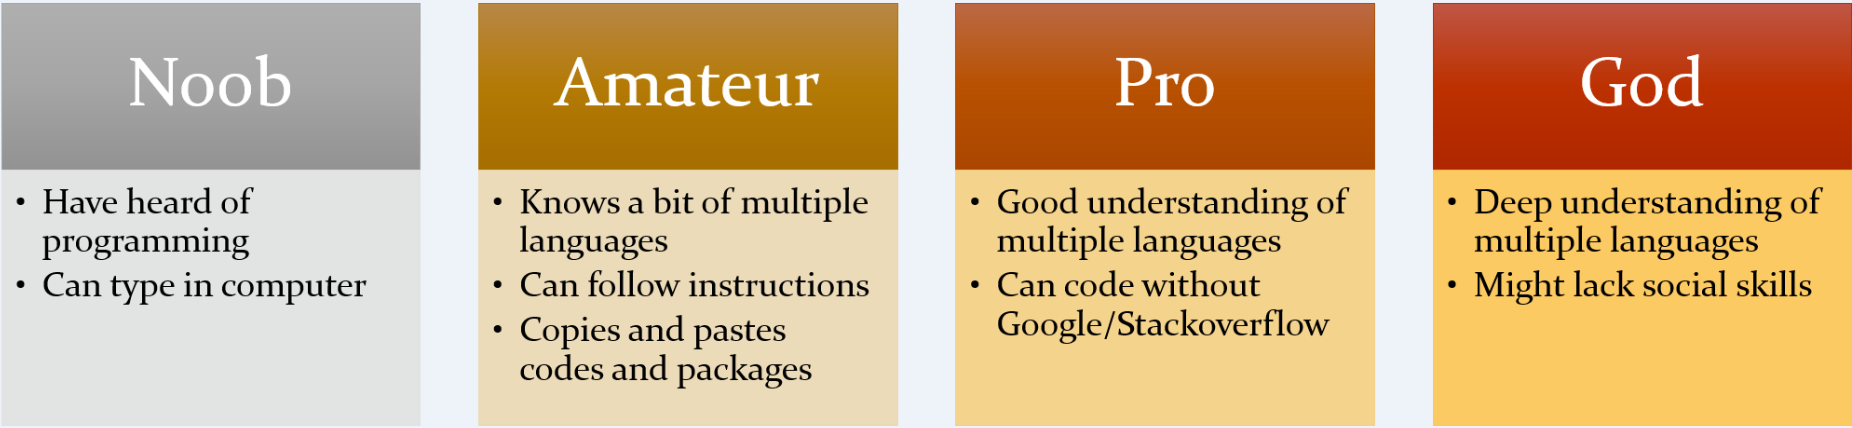 Noob
• Have heard of
programming
• Can type in computer
Amateur
• Knows a bit of multiple
languages
• Can follow instructions
• Copies and pastes
codes and packages
Pro
• Good understanding of
multiple languages
• Can code without
Google/Stackoverflow
God
• Deep understanding of
multiple languages
• Might lack social skills